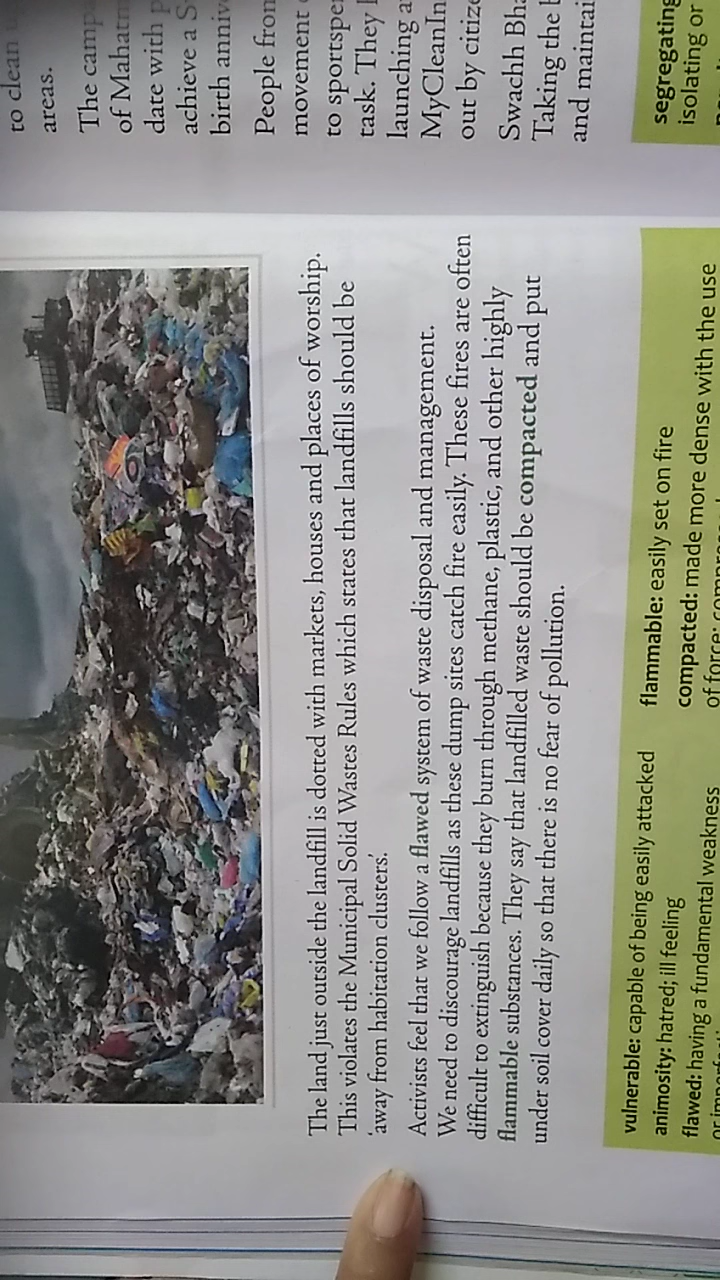 The land just outside the landfill is dotted with markets, houses and places of worship.
This violates the Municipal Solid Wastes Rules which states that landfills should be
'away from habitation clusters.'
Activists feel that we follow a flawed system of waste disposal and management.
We need to discourage landfills as these dump sites catch fire easily. These fires are often
difficult to extinguish because they burn through methane, plastic, and other highly
flammable substances. They say that landfilled waste should be compacted and put
under soil cover daily so that there is no fear of pollution.
vulnerable: capable of being easily attacked
animosity: hatred; ill feeling
flawed: having a fundamental weakness
flammable: easily set on fire
compacted: made more dense with the use
of force;
to clean
areas.
The camp
of Mahatm
date with
achieve a S
birth anniv
People from
movement
to sportspe
task. They
launching a
MyCleanIn
out by citize
Swachh Bha
Taking the
and maintai
segregating
isolating or